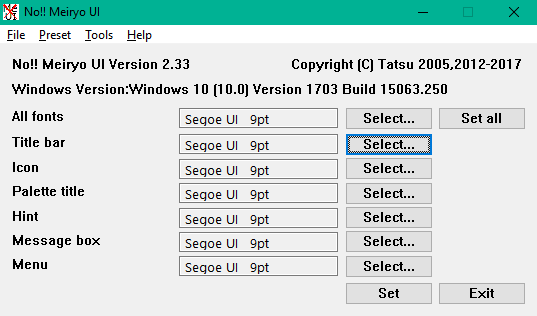 No!! Meiryo UI
File Preset Tools Help
No!! Meiryo UI Version 2.33 Copyright (C) Tatsu 2005,2012-2017
Windows Version:Windows 10 (10.0) Version 1703 Build 15063.250
All fonts Segoe UI 9pt Select... Set all
Title bar Segoe UI 9pt Select...
Icon Segoe UI 9pt Select...
Palette title Segoe UI 9pt Select...
Hint Segoe UI 9pt Select...
Message box Segoe UI 9pt Select...
Menu Segoe UI 9pt Select...
Set Exit